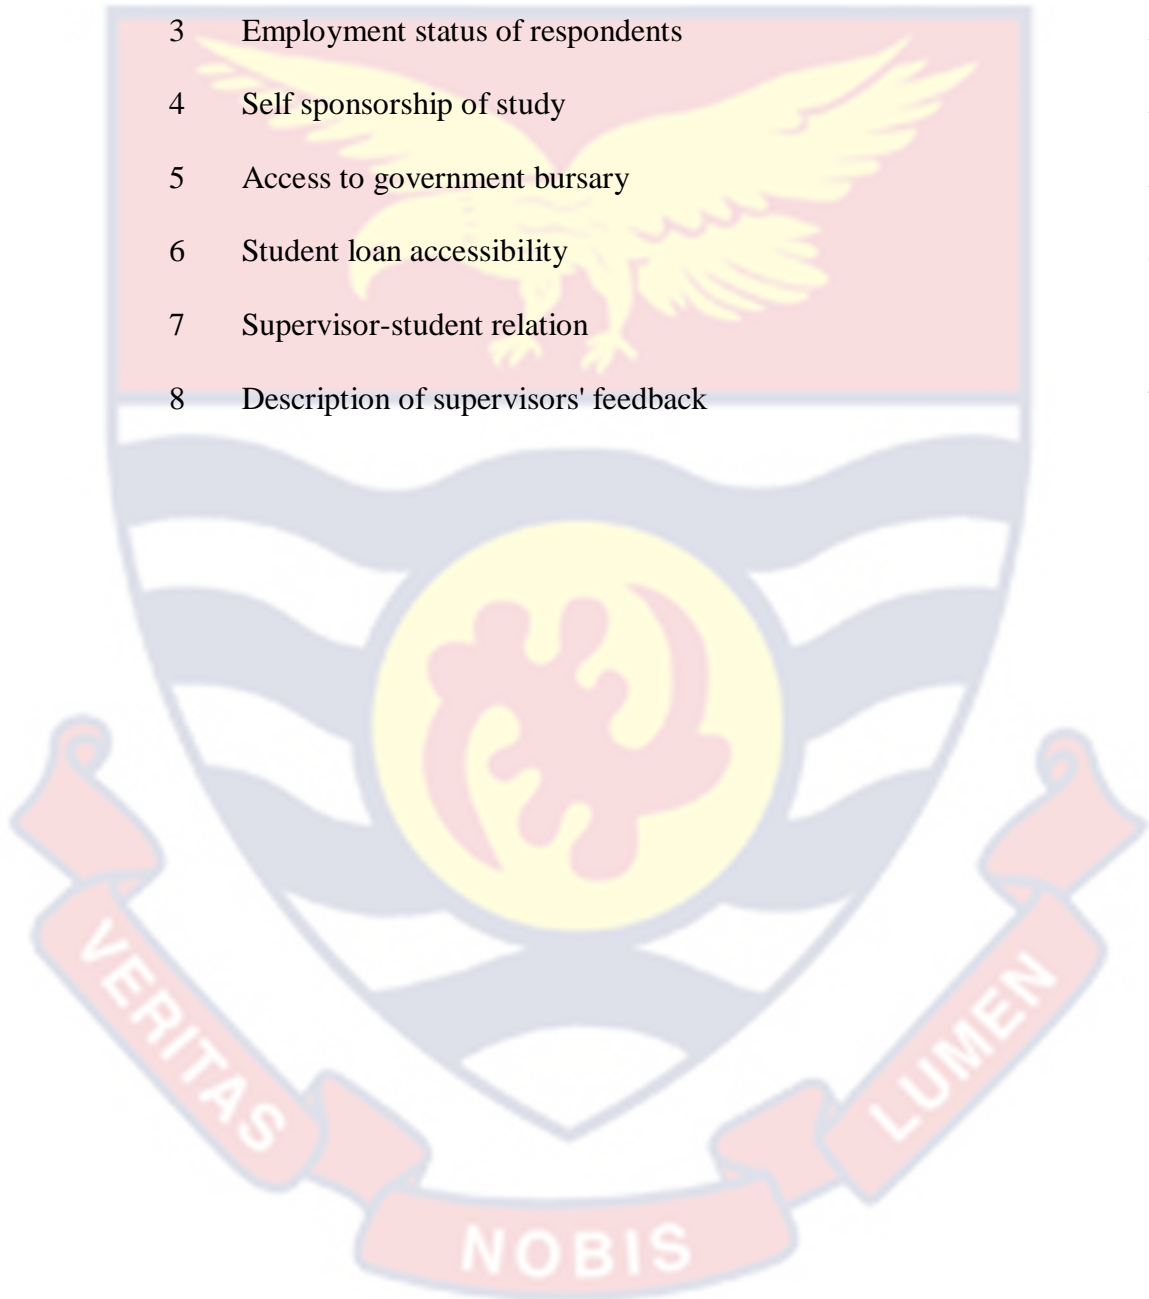 3 Employment status of respondents
4 Self sponsorship of study
5 Access to government bursary
6 Student loan accessibility
7 Supervisor-student relation
8 Description of supervisors' feedback
VERITAS
NOBIS
LUMEN